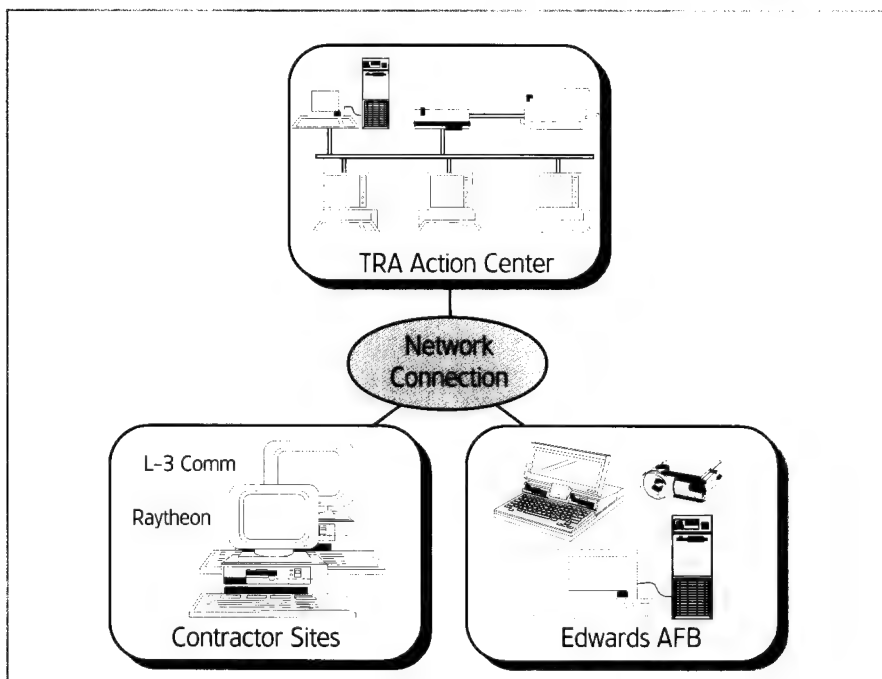 TRA Action Center
Network
Connection
L-3 Comm
Raytheon
Contractor Sites
Edwards AFB